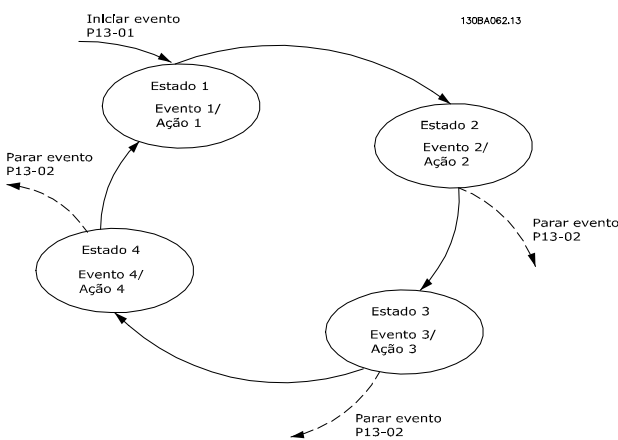 Iniciar evento
P13-01
130BA062.13
Estado 1
Evento 1/
Ação 1
Estado 2
Evento 2/
Ação 2
Parar evento
P13-02
Parar evento
P13-02
Estado 4
Evento 4/
Ação 4
Estado 3
Evento 3/
Ação 3
Parar evento
P13-02